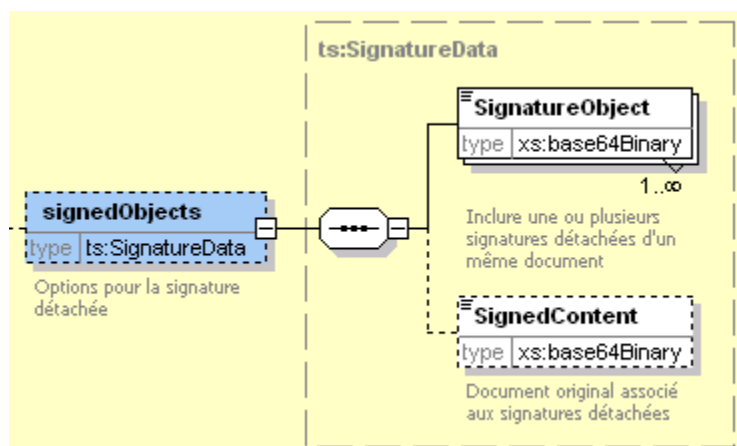 ts:SignatureData
SignatureObject
type xs:base64Binary
1..∞
Inclure une ou plusieurs
signatures détachées d'un
même document
signedObjects
type ts:SignatureData
Options pour la signature
détachée
SignedContent
type xs:base64Binary
Document original associé
aux signatures détachées